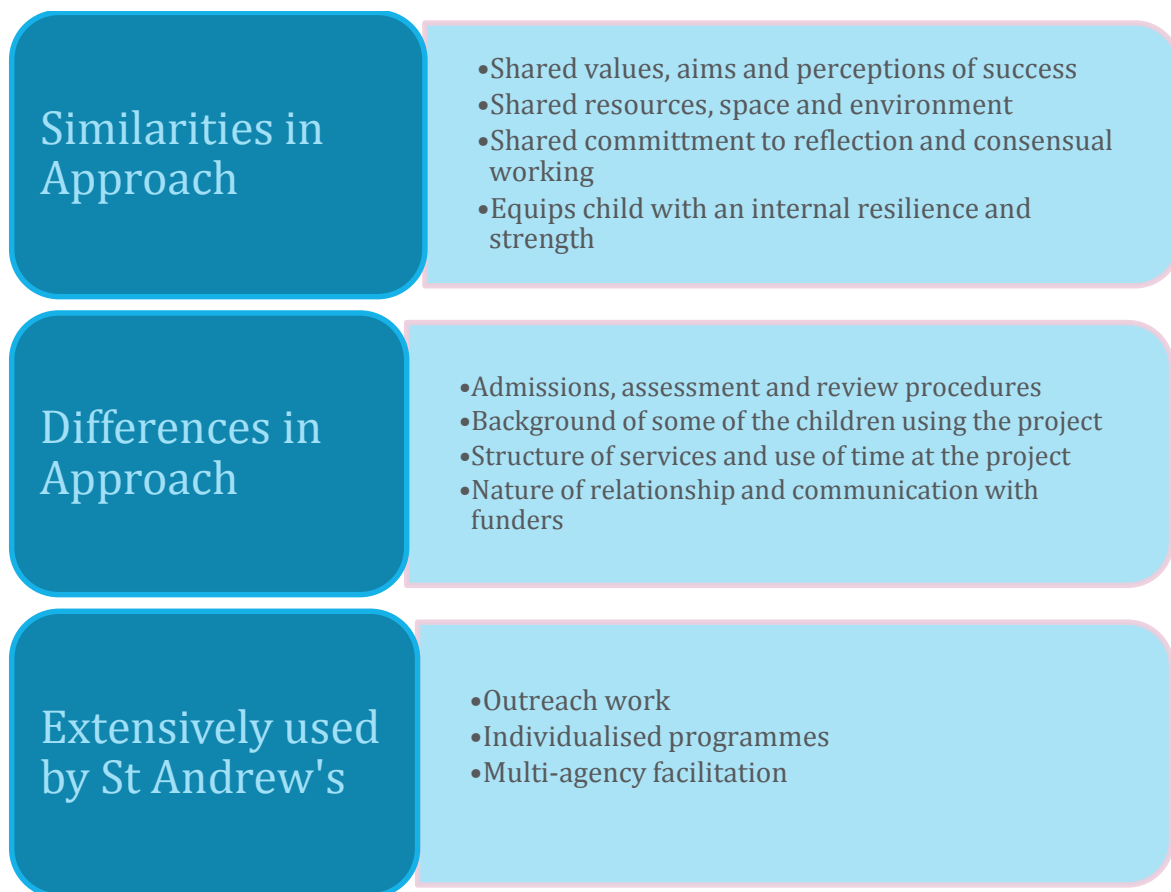 Similarities in
Approach
•Shared values, aims and perceptions of success
•Shared resources, space and environment
•Shared committment to reflection and consensual
working
•Equips child with an internal resilience and
strength
Differences in
Approach
•Admissions, assessment and review procedures
•Background of some of the children using the project
•Structure of services and use of time at the project
•Nature of relationship and communication with
funders
Extensively used
by St Andrew's
•Outreach work
•Individualised programmes
•Multi-agency facilitation